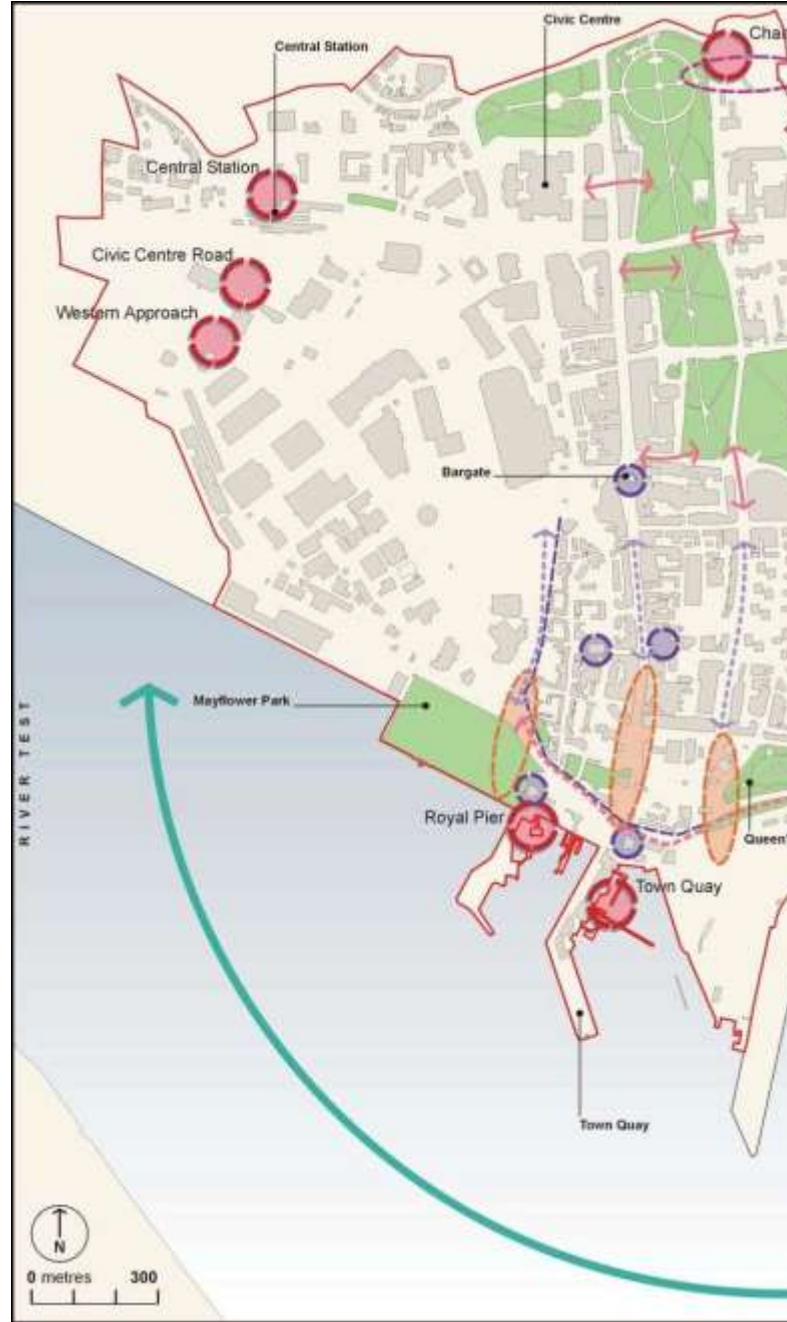 Civic Centre
Central Station
Central Station
Civic Centre Road
Western Approach
Bargate
Mayflower Park
RIVER TEST
Royal Pier
Queen'
Town Quay
Town Quay
N
0 metres 300